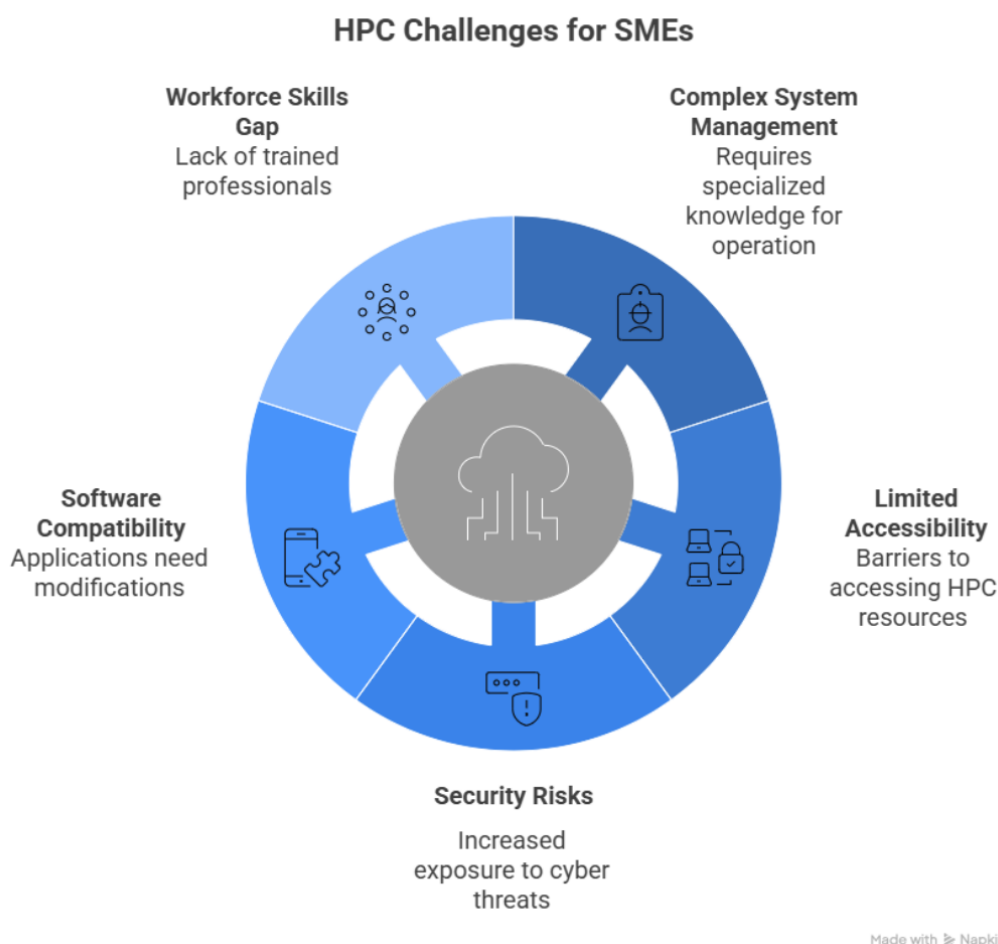 HPC Challenges for SMEs
Workforce Skills
Gap
Lack of trained
professionals
Complex System
Management
Requires
specialized
knowledge for
operation
Software
Compatibility
Applications need
modifications
Limited
Accessibility
Barriers to
accessing HPC
resources
Security Risks
Increased
exposure to cyber
threats
Made with Napki